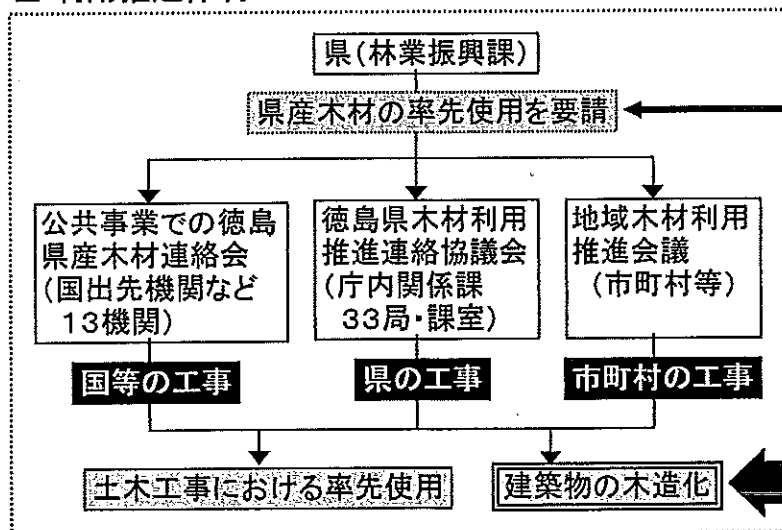 県(林業振興課)
県産木材の率先使用を要請
公共事業での徳島
県産木材連絡会
(国出先機関など
13機関)
徳島県木材利用
推進連絡協議会
(庁内関係課
33局・課室)
地域木材利用
推進会議
(市町村等)
国等の工事
県の工事
市町村の工事
土木工事における率先使用
建築物の木造化